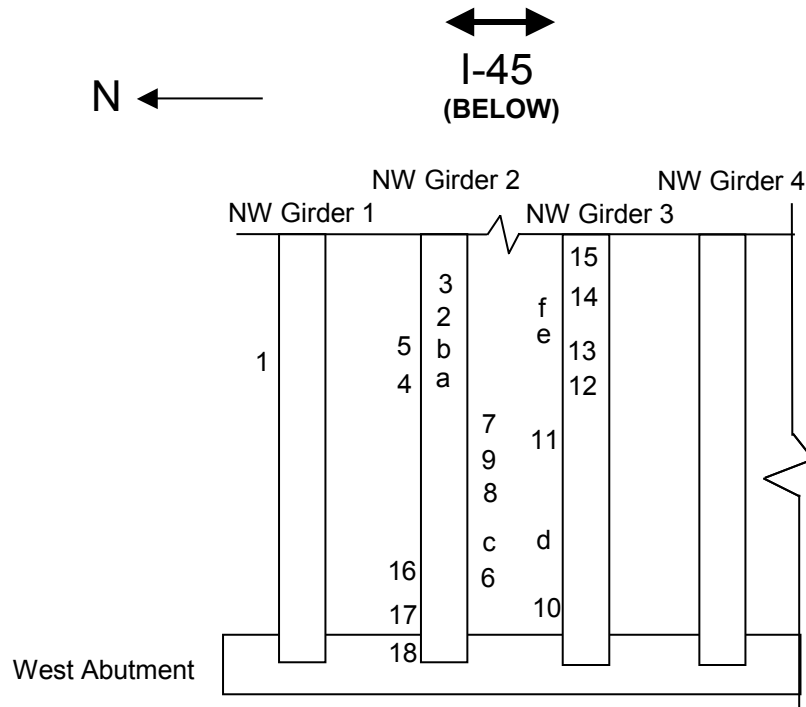 I-45
(BELOW)
N
NW Girder 2
NW Girder 4
NW Girder 1
NW Girder 3
15
3
14
f
2
e
5
b
13
1
4
a
12
7
11
9
8
c
d
16
6
10
17
18
West Abutment